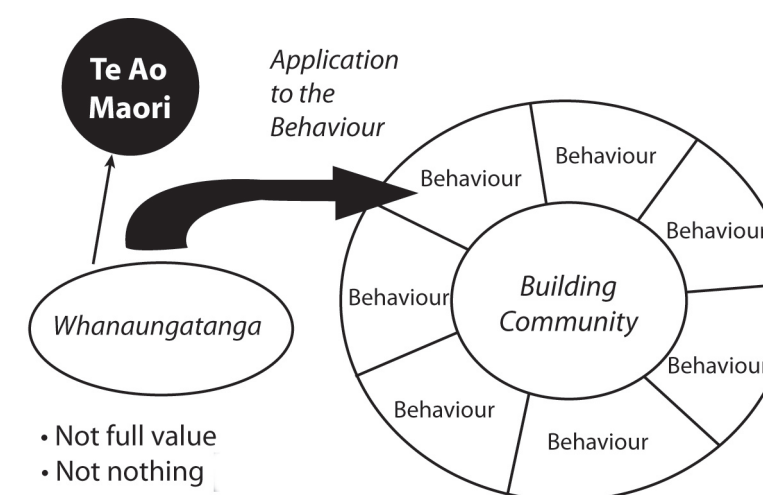 Te Ao
Maori
Application
to the
Behaviour
Behaviour
Behaviour
Behaviour
Behaviour
Building
Community
Whanaungatanga
Behaviour
Behaviour
Behaviour
• Not full value
• Not nothing